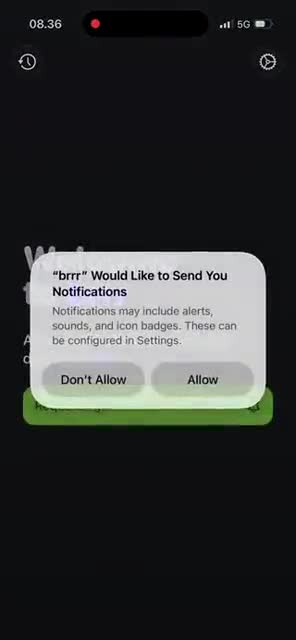 08.36
5G
“brrr” Would Like to Send You
Notifications
Notifications may include alerts,
sounds, and icon badges. These can
be configured in Settings.
Don't Allow
Allow